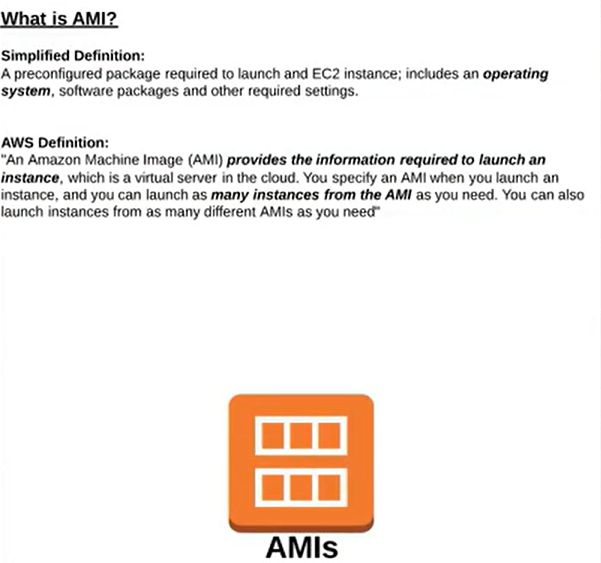 What is AMI?
Simplified Definition:
A preconfigured package required to launch and EC2 instance; includes an operating
system, software packages and other required settings.
AWS Definition:
"An Amazon Machine Image (AMI) provides the information required to launch an
instance, which is a virtual server in the cloud. You specify an AMI when you launch an
instance, and you can launch as many instances from the AMI as you need. You can also
launch instances from as many different AMIs as you need"
AMIs